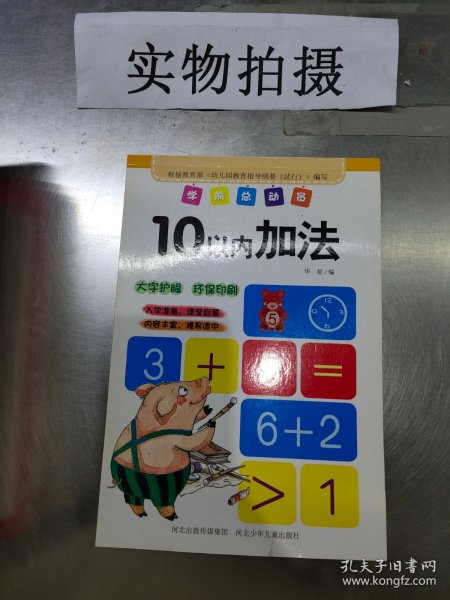 实物拍摄
根据教育部《幼儿园教育指导纲要（试行）》编写
学前总动员
10以内加法
华 星/编
大字护眼 环保印刷
入学准备、课堂启蒙
内容丰富、难易适中
5
3 + =
6+2
> 1
河北出版传媒集团 河北少年儿童出版社
孔夫子旧书网
www.kongfz.com